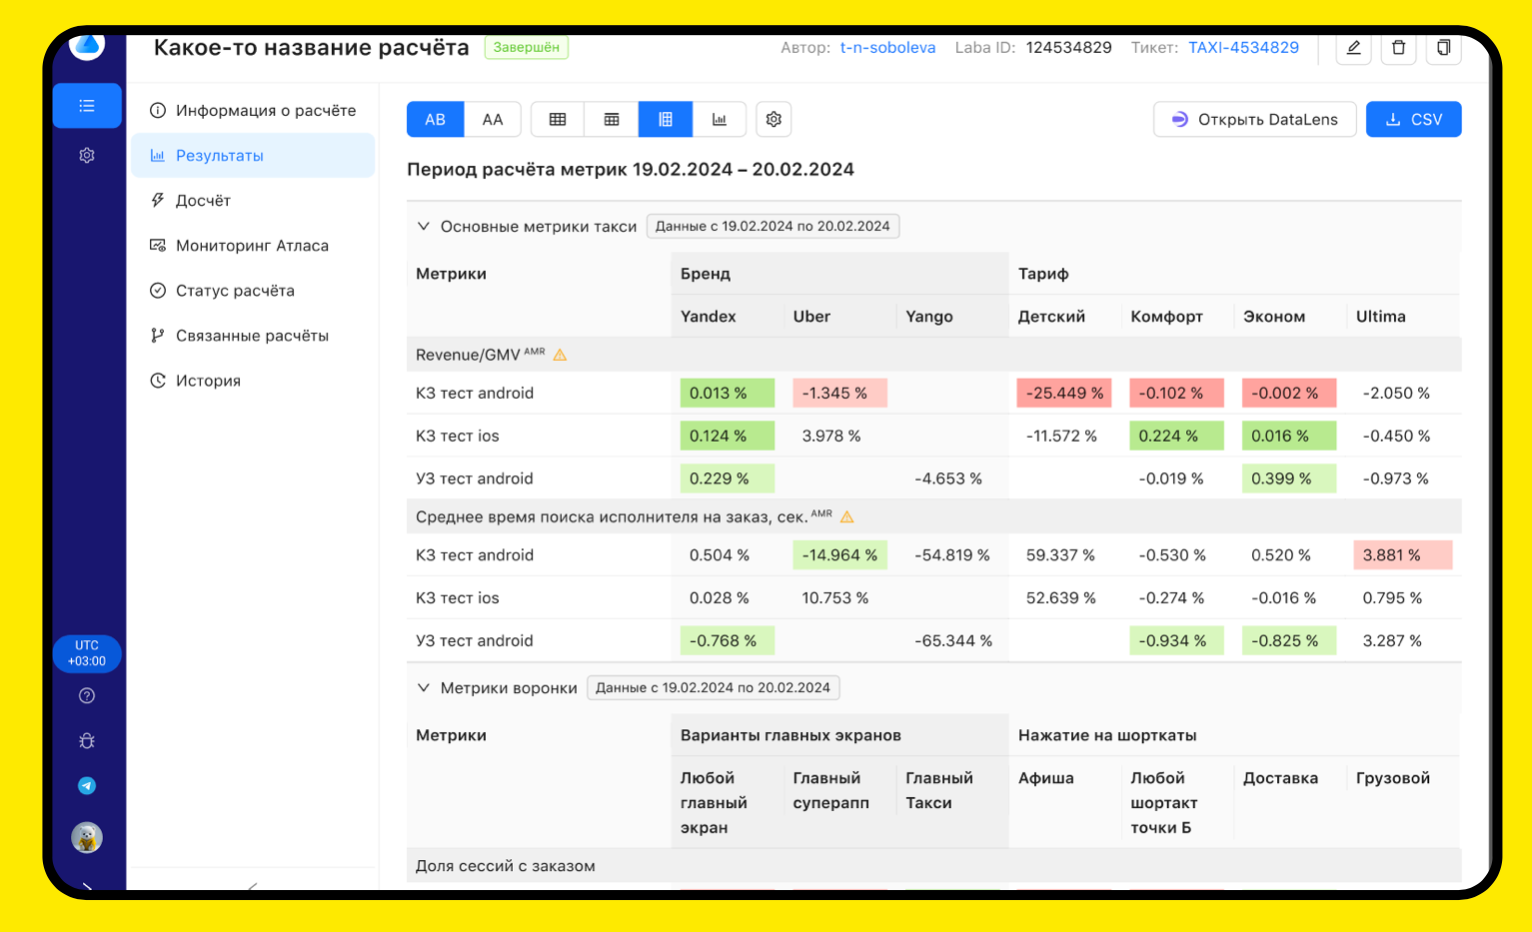 Какое-то название расчёта Завершён Автор: t-n-soboleva Laba ID: 124534829 Тикет: TAXI-4534829
Информация о расчёте
Результаты
Досчёт
Мониторинг Атласа
Статус расчёта
Связанные расчёты
История
UTC
+03:00
AB AA Открыть DataLens CSV
Период расчёта метрик 19.02.2024 – 20.02.2024
Основные метрики такси Данные с 19.02.2024 по 20.02.2024
Метрики Бренд Тариф
Yandex Uber Yango Детский Комфорт Эконом Ultima
Revenue/GMV AMR
КЗ тест android 0.013 % -1.345 % -25.449 % -0.102 % -0.002 % -2.050 %
КЗ тест ios 0.124 % 3.978 % -11.572 % 0.224 % 0.016 % -0.450 %
УЗ тест android 0.229 % -4.653 % -0.019 % 0.399 % -0.973 %
Среднее время поиска исполнителя на заказ, сек. AMR
КЗ тест android 0.504 % -14.964 % -54.819 % 59.337 % -0.530 % 0.520 % 3.881 %
КЗ тест ios 0.028 % 10.753 % 52.639 % -0.274 % -0.016 % 0.795 %
УЗ тест android -0.768 % -65.344 % -0.934 % -0.825 % 3.287 %
Метрики воронки Данные с 19.02.2024 по 20.02.2024
Метрики Варианты главных экранов Нажатие на шорткаты
Любой Главный Главный Афиша Любой Доставка Грузовой
главный суперапп Такси шортакт
экран точки Б
Доля сессий с заказом